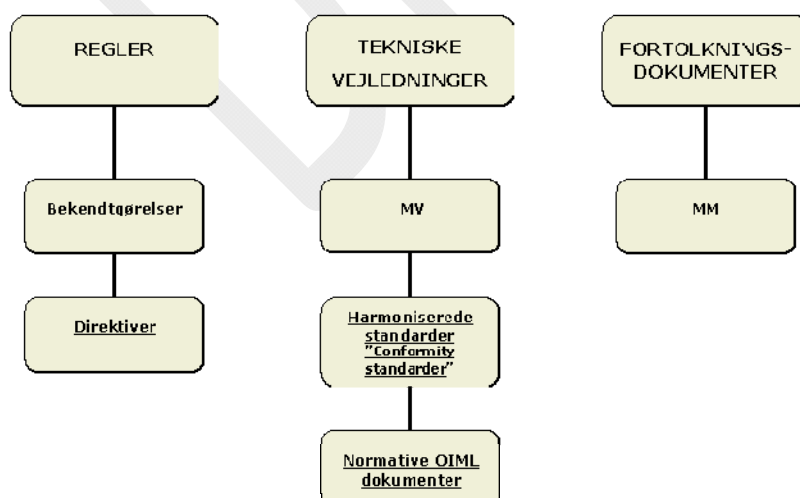 REGLER
TEKNISKE
VEJLEDNINGER
FORTOLKNINGS-
DOKUMENTER
Bekendtgørelser
MV
MM
Direktiver
Harmoniserede
standarder
"Conformity
standarder"
Normative OIML
dokumenter